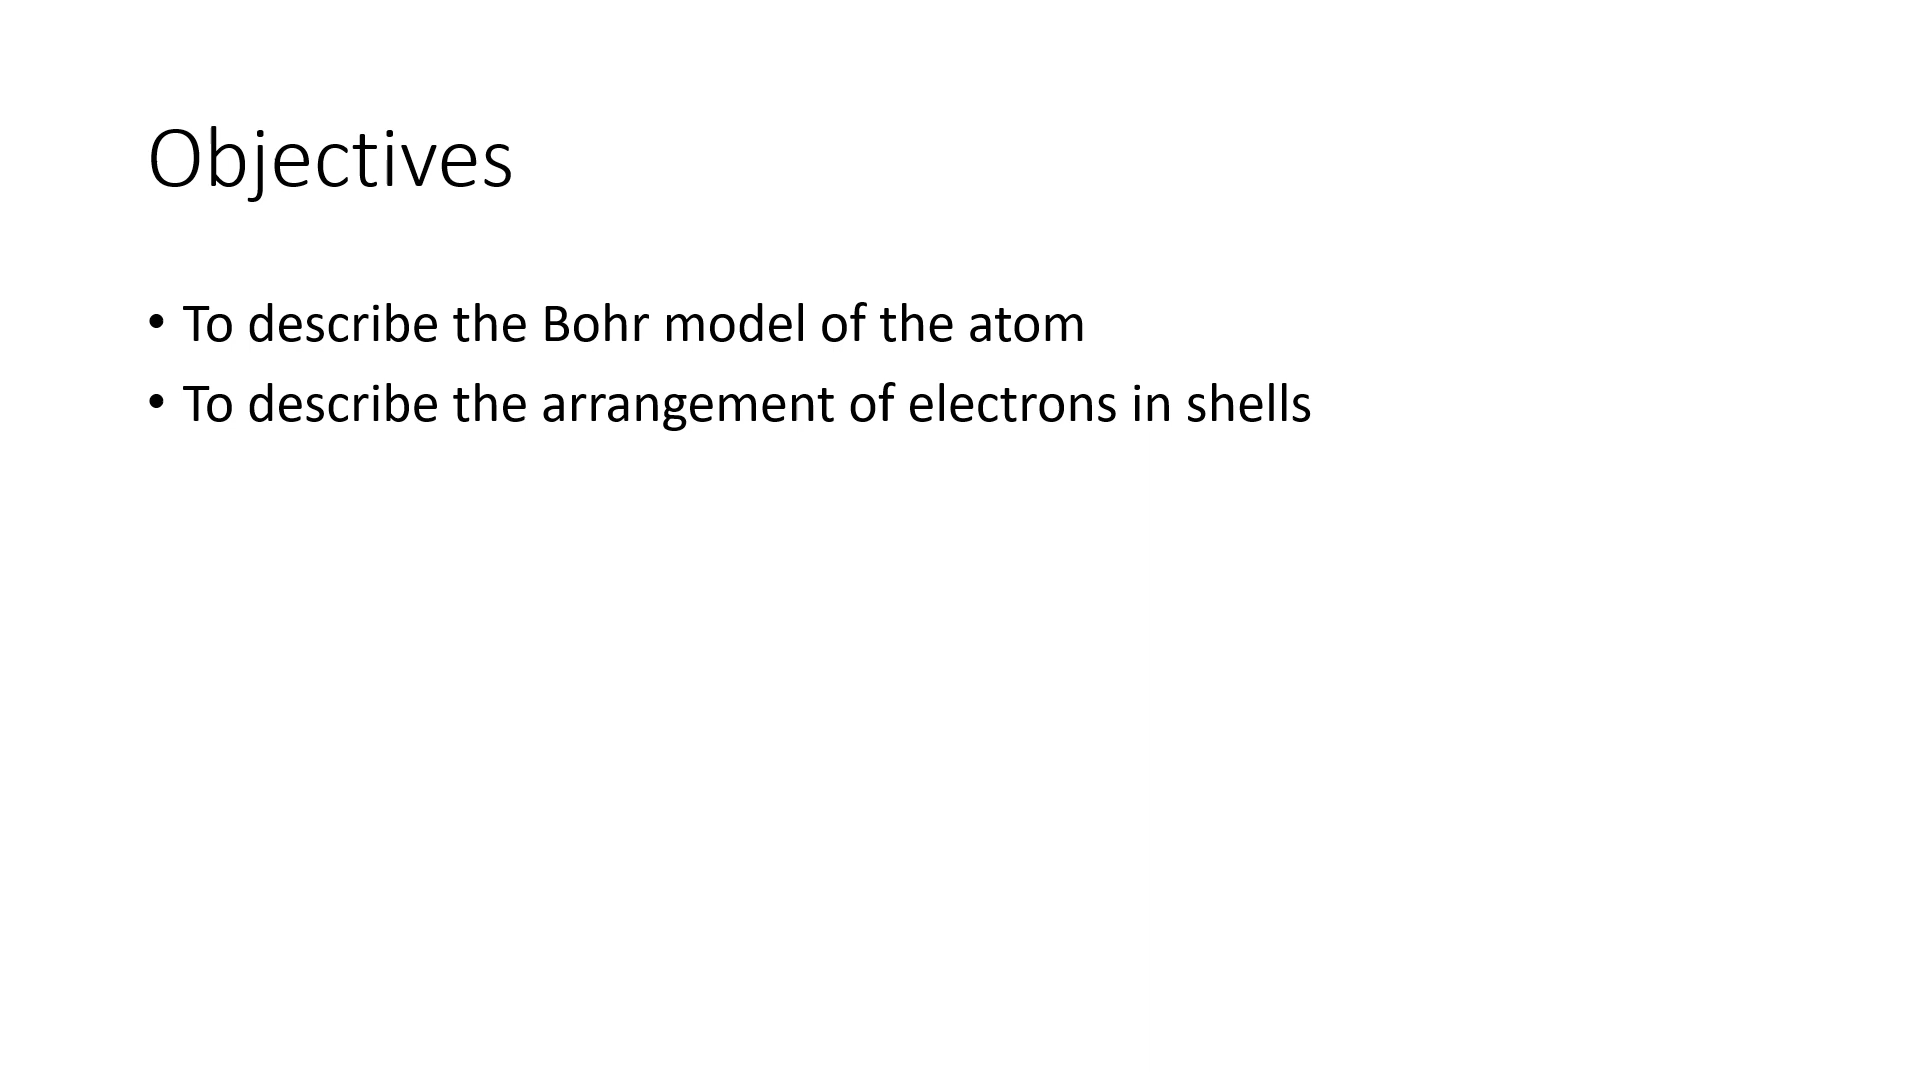 Objectives
• To describe the Bohr model of the atom
• To describe the arrangement of electrons in shells